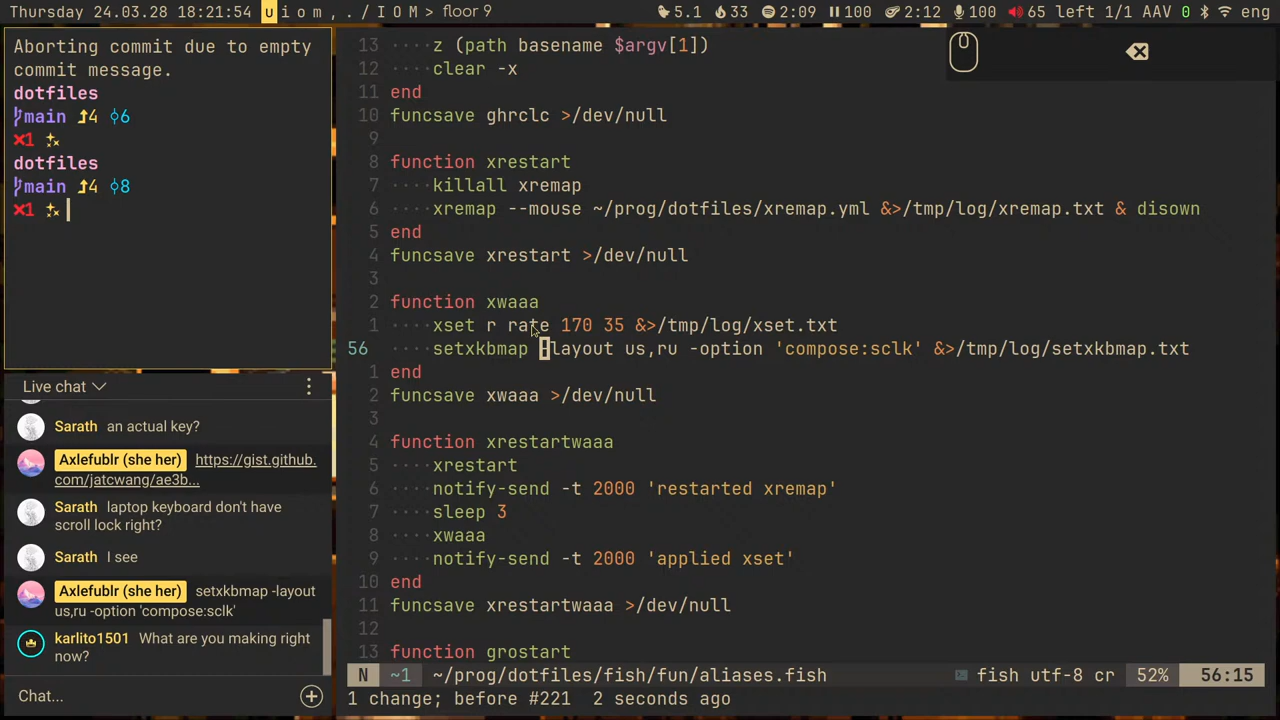 Thursday 24.03.28 18:21:54 u i o m , . / I O M > floor 9 5.1 33 2:09 100 2:12 100 65 left 1/1 AAV 0 eng
Aborting commit due to empty
commit message.
dotfiles
main 4 6
×1
dotfiles
main 4 8
×1
Live chat
Sarath an actual key?
Axlefublr (she her) https://gist.github.
com/jatcwang/ae3b...
Sarath laptop keyboard don't have
scroll lock right?
Sarath I see
Axlefublr (she her) setxkbmap -layout
us,ru -option 'compose:sclk'
karlito1501 What are you making right
now?
Chat...
13 ····z (path basename $argv[1])
12 ····clear -x
11 end
10 funcsave ghrclc >/dev/null
9
8 function xrestart
7 ····killall xremap
6 ····xremap --mouse ~/prog/dotfiles/xremap.yml &>/tmp/log/xremap.txt & disown
5 end
4 funcsave xrestart >/dev/null
3
2 function xwaaa
1 ····xset r rate 170 35 &>/tmp/log/xset.txt
56 ····setxkbmap -layout us,ru -option 'compose:sclk' &>/tmp/log/setxkbmap.txt
1 end
2 funcsave xwaaa >/dev/null
3
4 function xrestartwaaa
5 ····xrestart
6 ····notify-send -t 2000 'restarted xremap'
7 ····sleep 3
8 ····xwaaa
9 ····notify-send -t 2000 'applied xset'
10 end
11 funcsave xrestartwaaa >/dev/null
12
13 function grostart
N ~1 ~/prog/dotfiles/fish/fun/aliases.fish fish utf-8 cr 52% 56:15
1 change; before #221 2 seconds ago